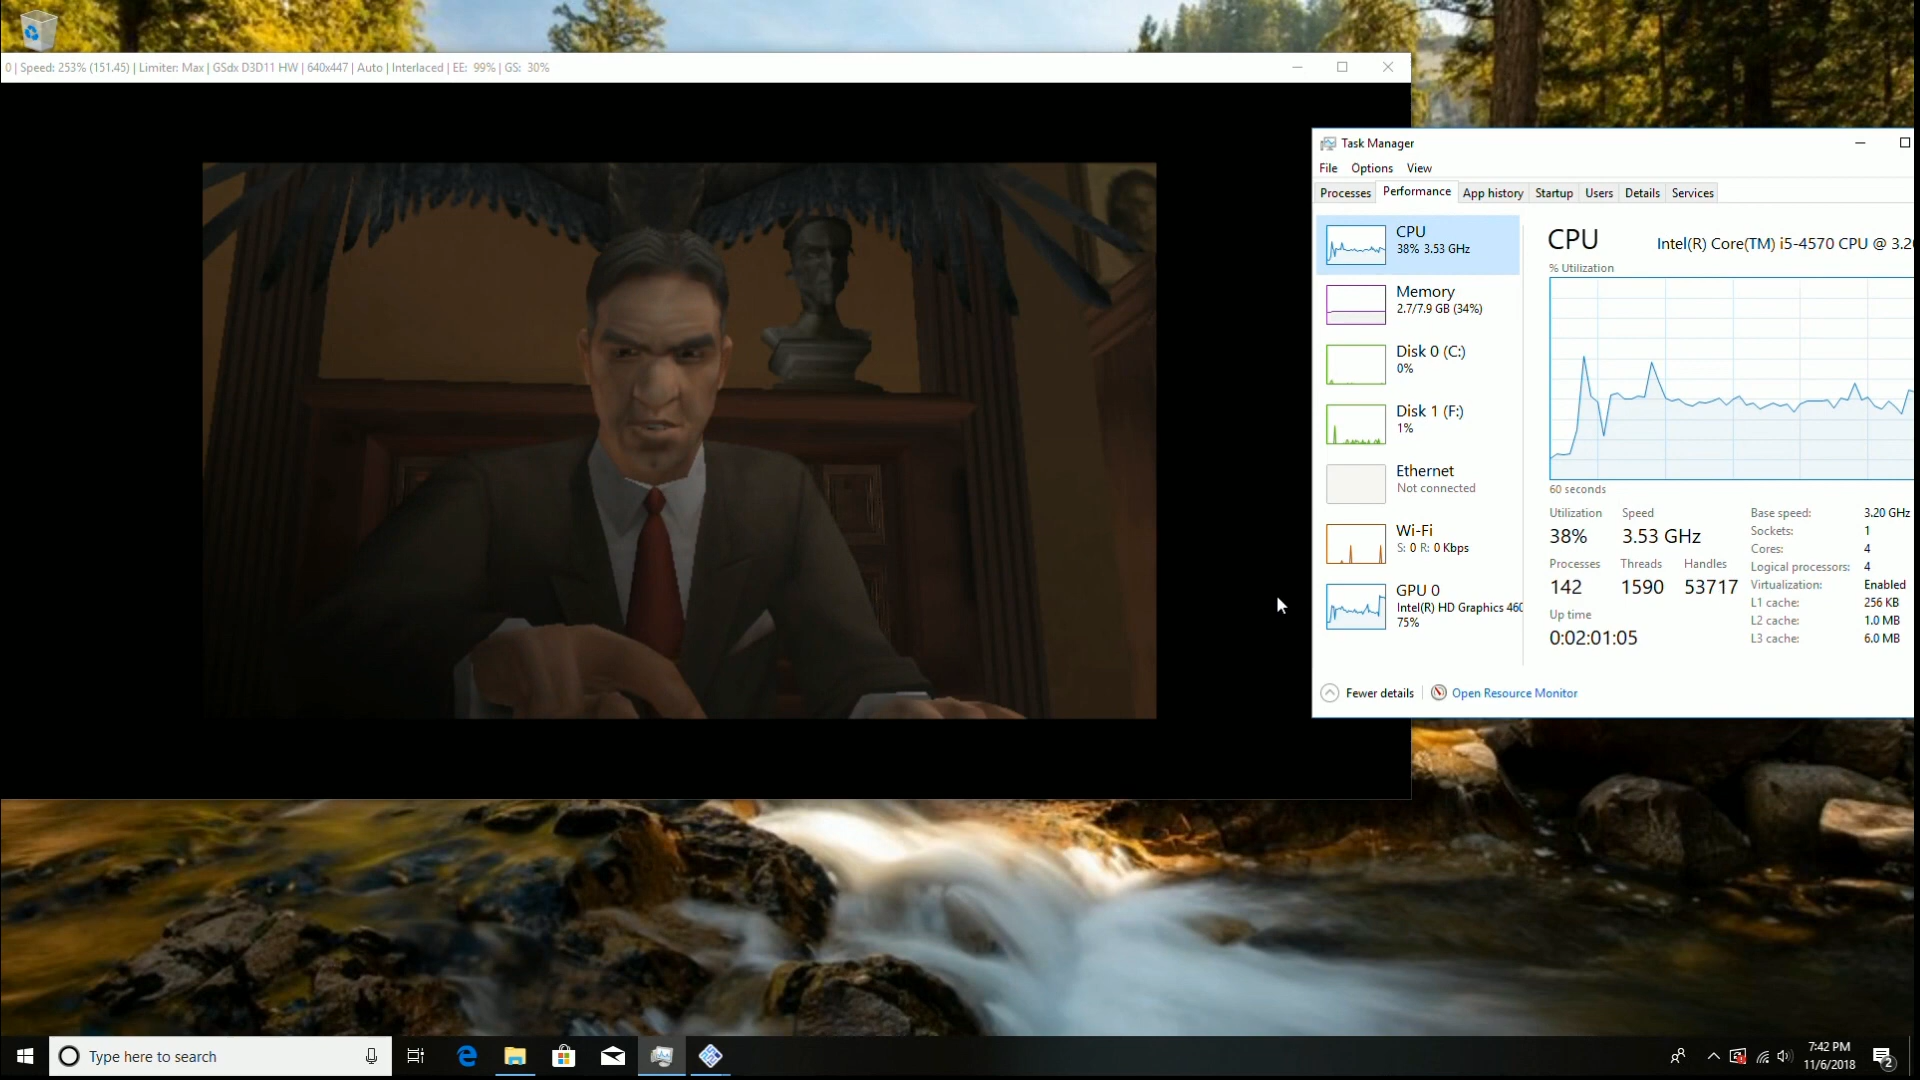 0 | Speed: 253% (151.45) | Limiter: Max | GSdx D3D11 HW | 640x447 | Auto | Interlaced | EE: 99% | GS: 30%
Task Manager
File Options View
Processes Performance App history Startup Users Details Services
CPU
38% 3.53 GHz
Memory
2.7/7.9 GB (34%)
Disk 0 (C:)
0%
Disk 1 (F:)
1%
Ethernet
Not connected
Wi-Fi
S: 0 R: 0 Kbps
GPU 0
Intel(R) HD Graphics 460
75%
CPU Intel(R) Core(TM) i5-4570 CPU @ 3.20
% Utilization
60 seconds
Utilization Speed
38% 3.53 GHz
Processes Threads Handles
142 1590 53717
Up time
0:02:01:05
Base speed: 3.20 GHz
Sockets: 1
Cores: 4
Logical processors: 4
Virtualization: Enabled
L1 cache: 256 KB
L2 cache: 1.0 MB
L3 cache: 6.0 MB
Fewer details Open Resource Monitor
Type here to search
7:42 PM
11/6/2018
2